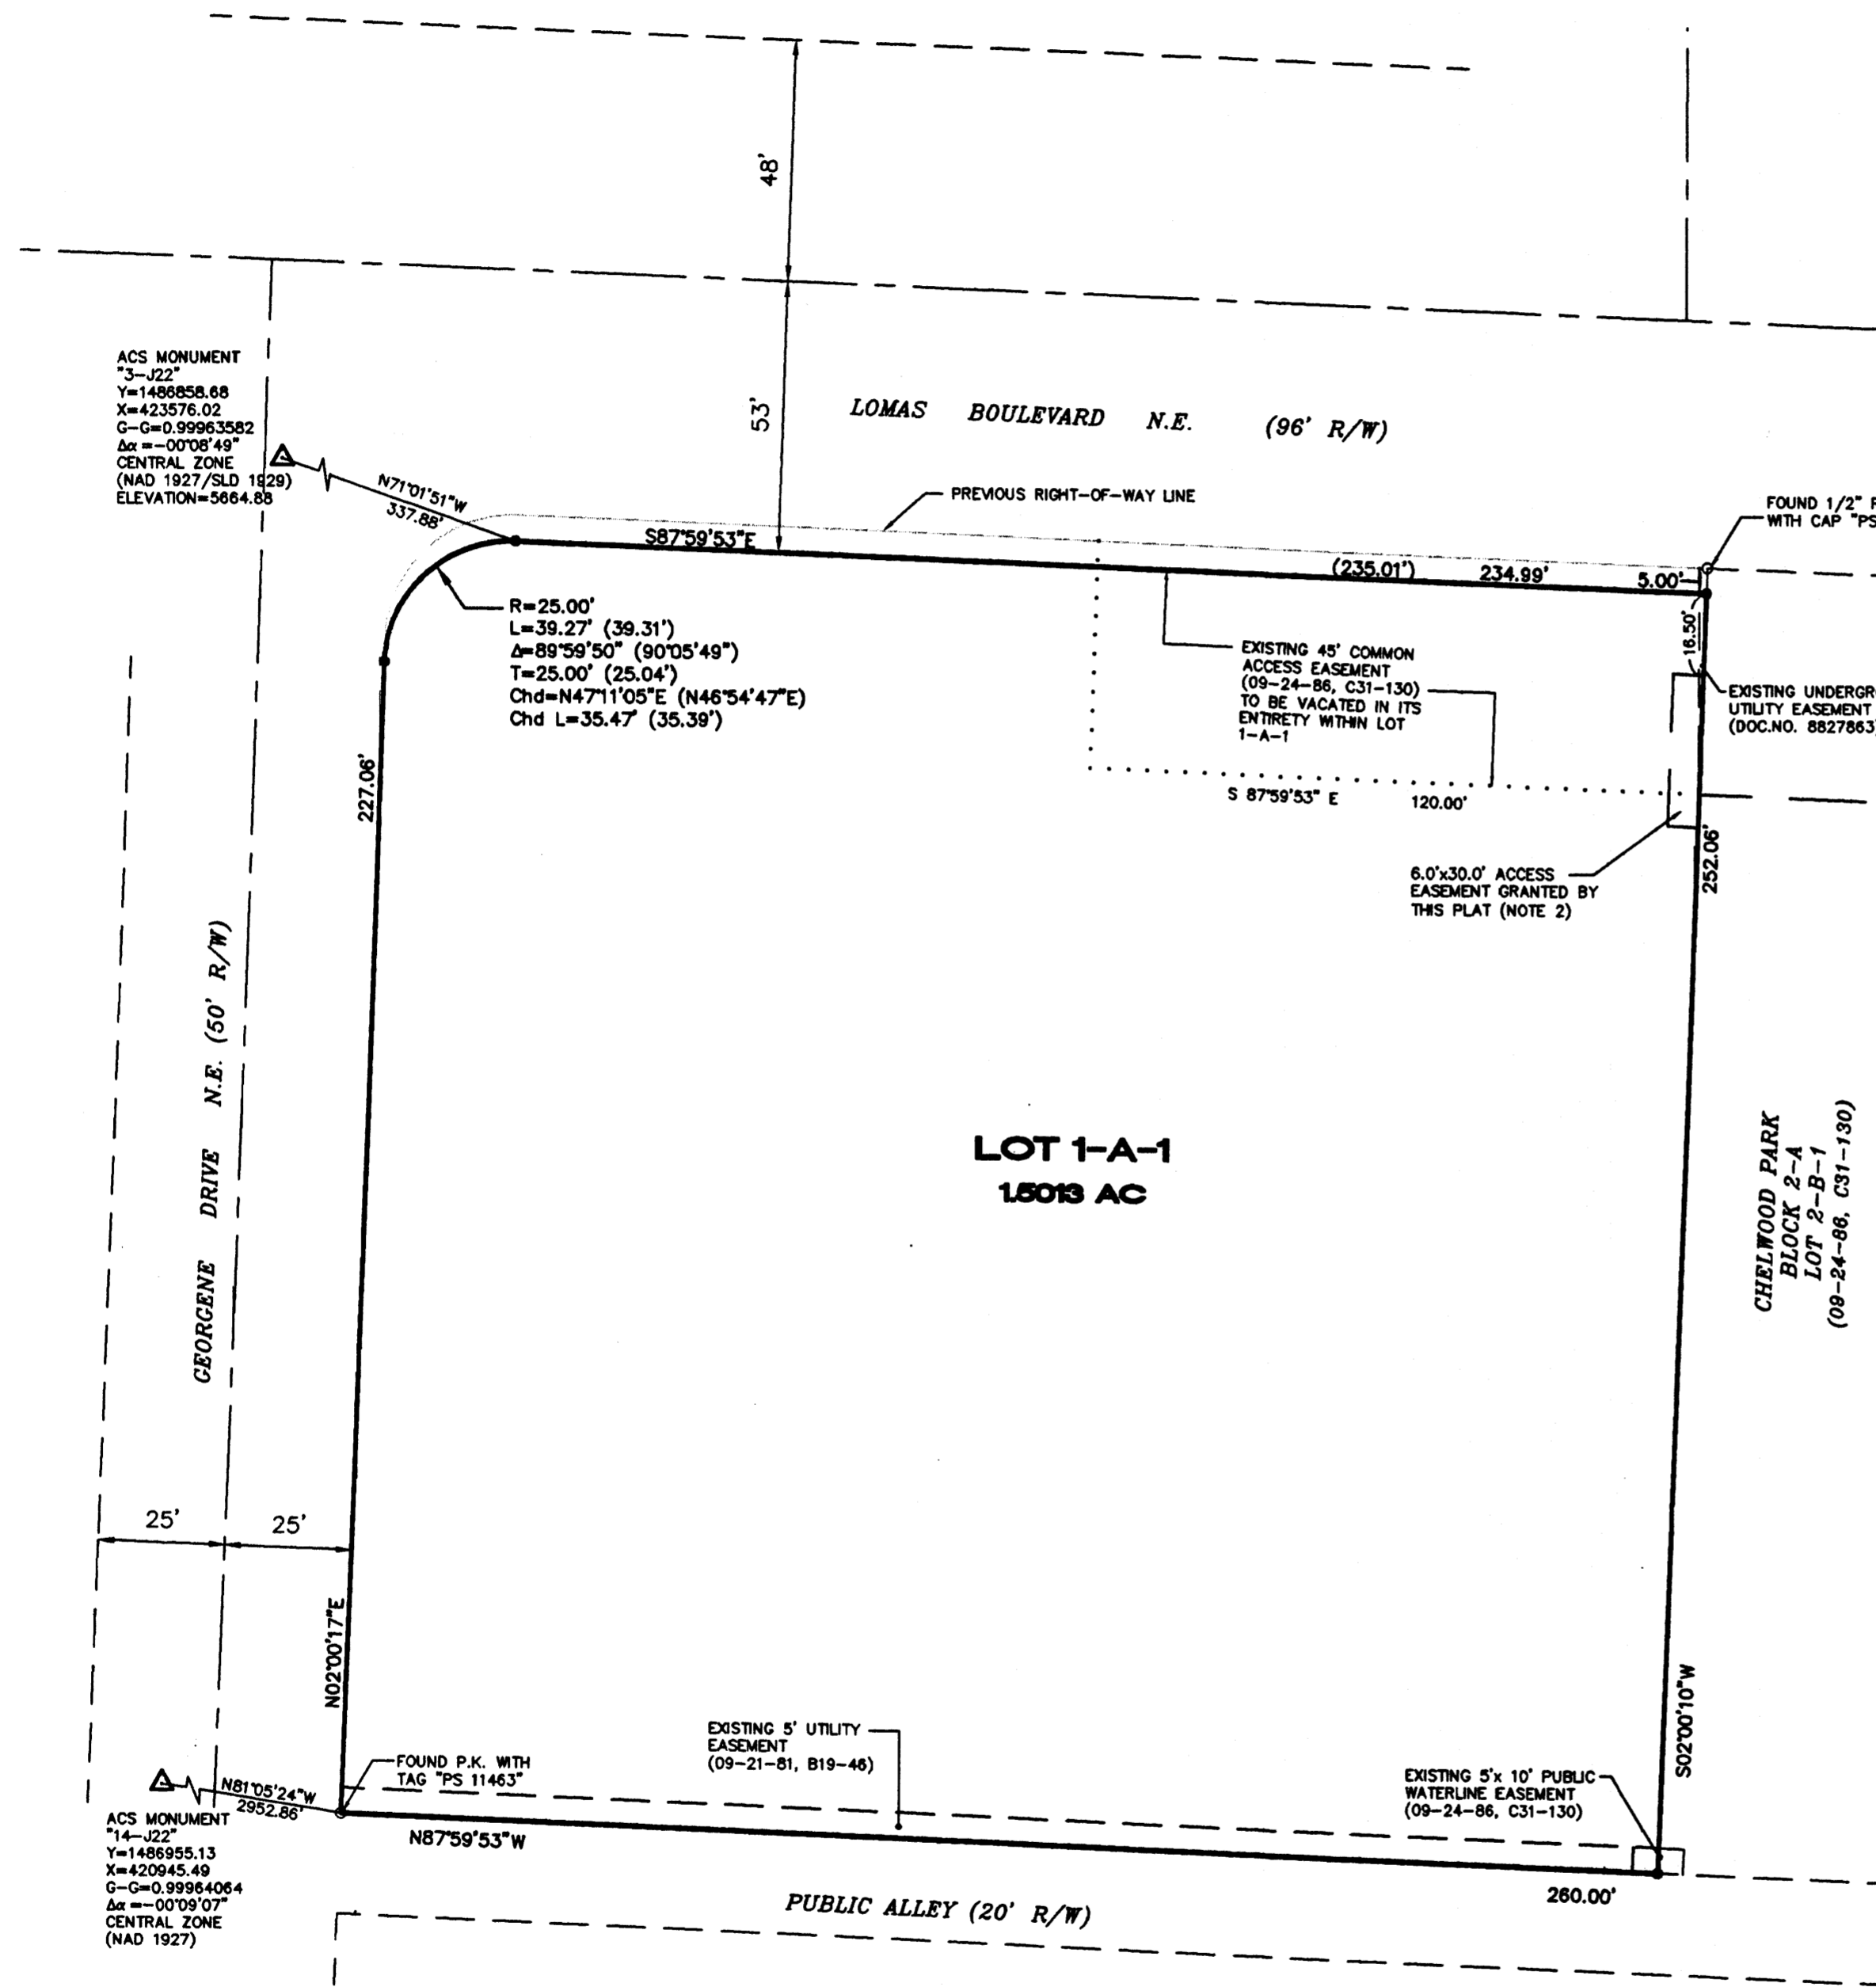 48'
53'
LOMAS BOULEVARD N.E. (96' R/W)
ACS MONUMENT
"3-J22"
Y=1486858.68
X=423576.02
G-G=0.99963582
Δα=-00°08'49"
CENTRAL ZONE
(NAD 1927/SLD 1929)
ELEVATION=5664.88
N71°01'51"W
337.88'
PREVIOUS RIGHT-OF-WAY LINE
FOUND 1/2"
WITH CAP "PS
S87°59'53"E
(235.01') 234.99'
5.00'
16.50'
R=25.00'
L=39.27' (39.31')
Δ=89°59'50" (90°05'49")
T=25.00' (25.04')
Chd=N47°11'05"E (N46°54'47"E)
Chd L=35.47' (35.39')
EXISTING 45' COMMON
ACCESS EASEMENT
(09-24-86, C31-130)
TO BE VACATED IN ITS
ENTIRETY WITHIN LOT
1-A-1
EXISTING UNDERGR
UTILITY EASEMENT
(DOC.NO. 8827863
S 87°59'53" E 120.00'
227.06'
252.06'
6.0'x30.0' ACCESS
EASEMENT GRANTED BY
THIS PLAT (NOTE 2)
GEORGENE DRIVE N.E. (50' R/W)
LOT 1-A-1
1.5013 AC
CHELWOOD PARK
BLOCK 2-A
LOT 2-B-1
(09-24-86, C31-130)
25'
25'
N02°00'17"E
S02°00'10"W
FOUND P.K. WITH
TAG "PS 11463"
EXISTING 5' UTILITY
EASEMENT
(09-21-81, B19-46)
EXISTING 5'x 10' PUBLIC
WATERLINE EASEMENT
(09-24-86, C31-130)
N81°05'24"W
2952.86'
ACS MONUMENT
"14-J22"
Y=1486955.13
X=420945.49
G-G=0.99964064
Δα=-00°09'07"
CENTRAL ZONE
(NAD 1927)
N87°59'53"W
260.00'
PUBLIC ALLEY (20' R/W)